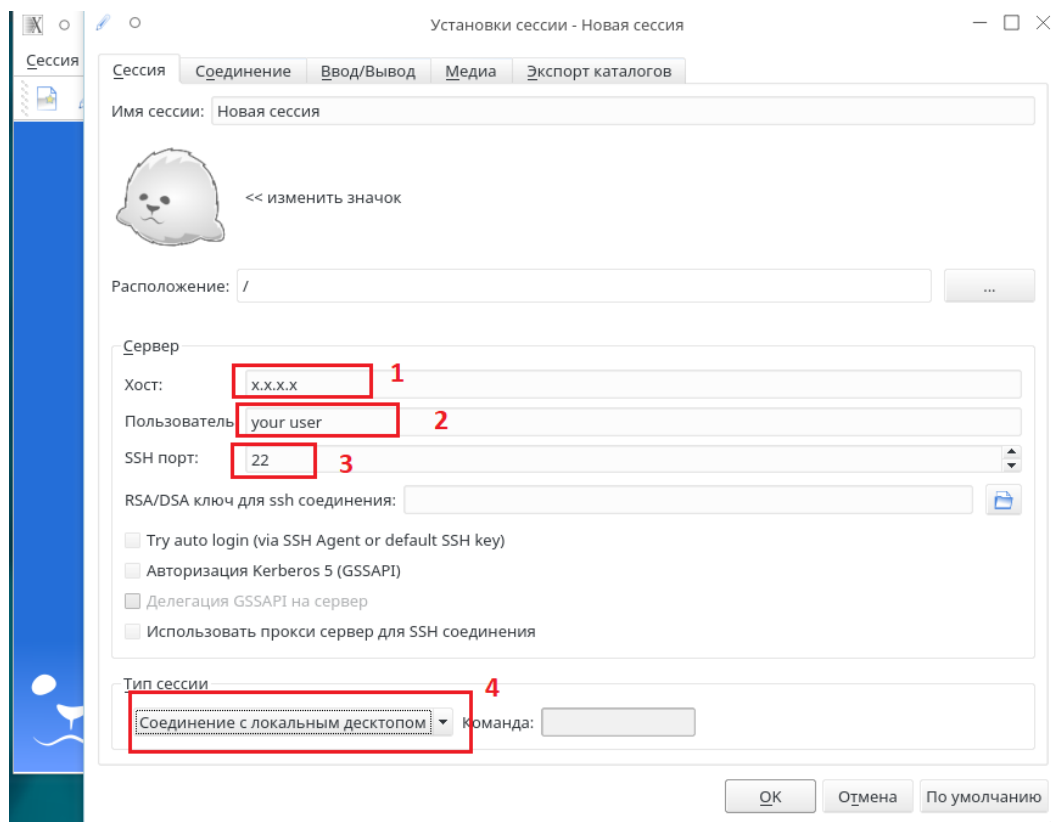 Установки сессии - Новая сессия
Сессия
Сессия Соединение Ввод/Вывод Медиа Экспорт каталогов
Имя сессии: Новая сессия
<< изменить значок
Расположение: / ...
Сервер
Хост: x.x.x.x 1
Пользователь your user 2
SSH порт: 22 3
RSA/DSA ключ для ssh соединения:
Try auto login (via SSH Agent or default SSH key)
Авторизация Kerberos 5 (GSSAPI)
Делегация GSSAPI на сервер
Использовать прокси сервер для SSH соединения
Тип сессии 4
Соединение с локальным десктопом Команда:
OK Отмена По умолчанию